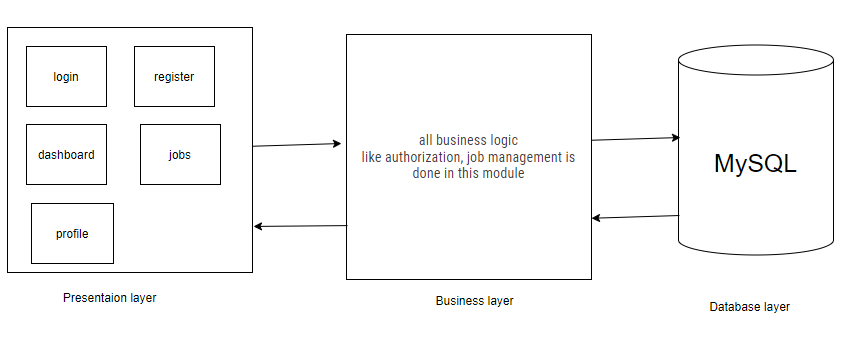 login
register
dashboard
jobs
profile
all business logic
like authorization, job management is
done in this module
MySQL
Presentaion layer
Business layer
Database layer